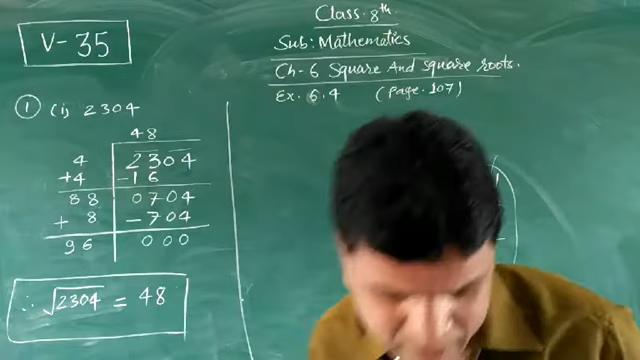 V-35
Class. 8th.
Sub: Mathematics
Ch-6 Square And square roots.
Ex. 6.4 (Page. 107)
① (i) 2304
48
4 2304
+4 -16
88 0704
+ 8 -704
96 000
∴ √2304 = 48